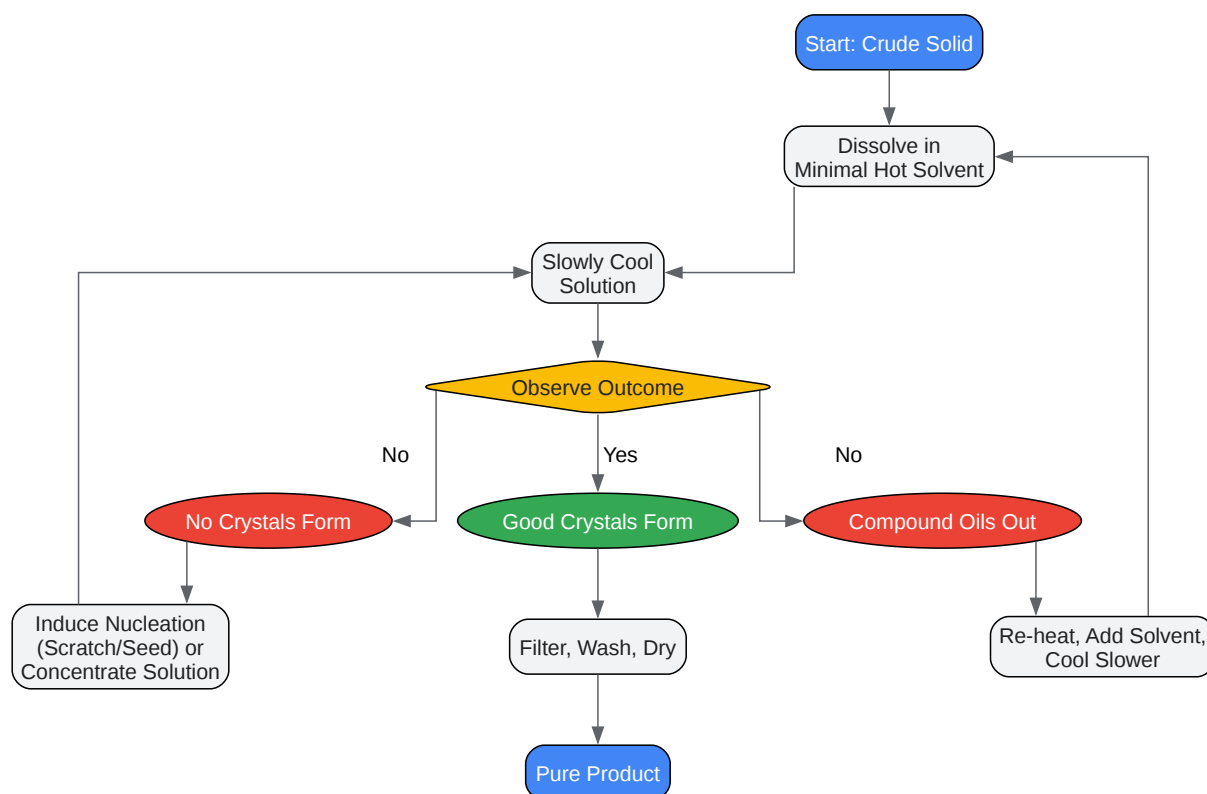 Start: Crude Solid
Dissolve in
Minimal Hot Solvent
Slowly Cool
Solution
Observe Outcome
No
Yes
No
No Crystals Form
Good Crystals Form
Compound Oils Out
Induce Nucleation
(Scratch/Seed) or
Concentrate Solution
Filter, Wash, Dry
Re-heat, Add Solvent,
Cool Slower
Pure Product